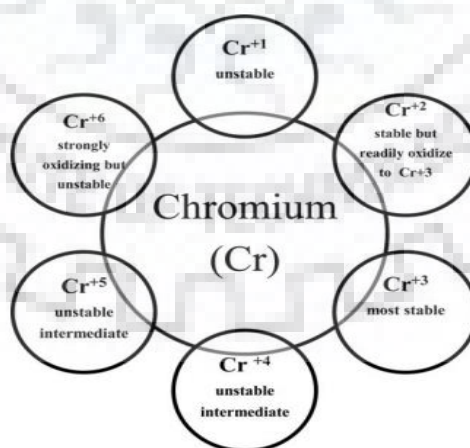 Cr+1
unstable
Cr+2
stable but
readily oxidize
to Cr+3
Cr+3
most stable
Cr +4
unstable
intermediate
Cr+5
unstable
intermediate
Cr+6
strongly
oxidizing but
unstable
Chromium
(Cr)